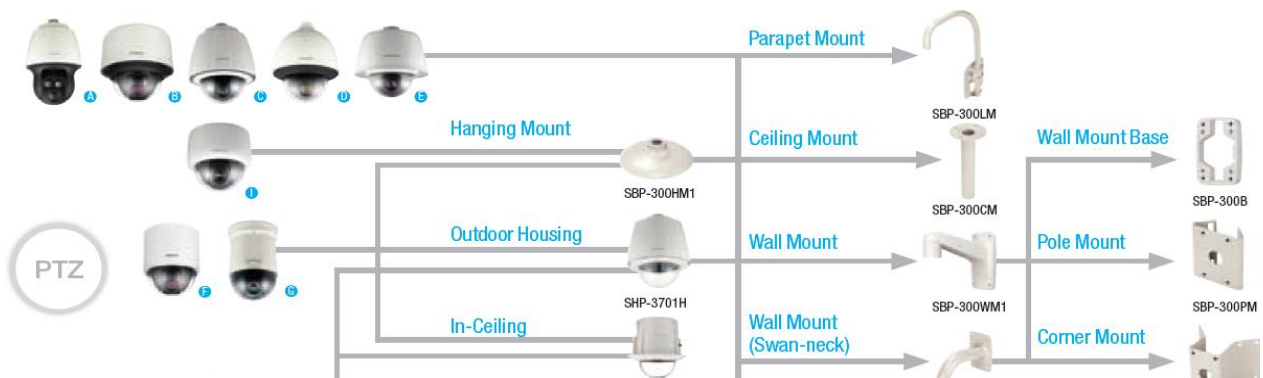 Parapet Mount
A
B
C
D
E
SBP-300LM
Hanging Mount
Ceiling Mount
Wall Mount Base
I
SBP-300HM1
SBP-300CM
SBP-300B
Outdoor Housing
Wall Mount
Pole Mount
PTZ
F
G
SHP-3701H
SBP-300WM1
SBP-300PM
In-Ceiling
Wall Mount
(Swan-neck)
Corner Mount